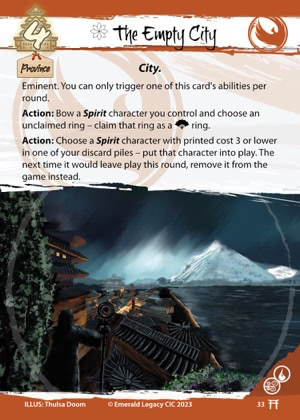 4
The Empty City
Province
City.
Eminent. You can only trigger one of this card's abilities per
round.
Action: Bow a Spirit character you control and choose an
unclaimed ring – claim that ring as a ring.
Action: Choose a Spirit character with printed cost 3 or lower
in one of your discard piles – put that character into play. The
next time it would leave play this round, remove it from the
game instead.
ILLUS: Thulsa Doom
© Emerald Legacy CIC 2023
33